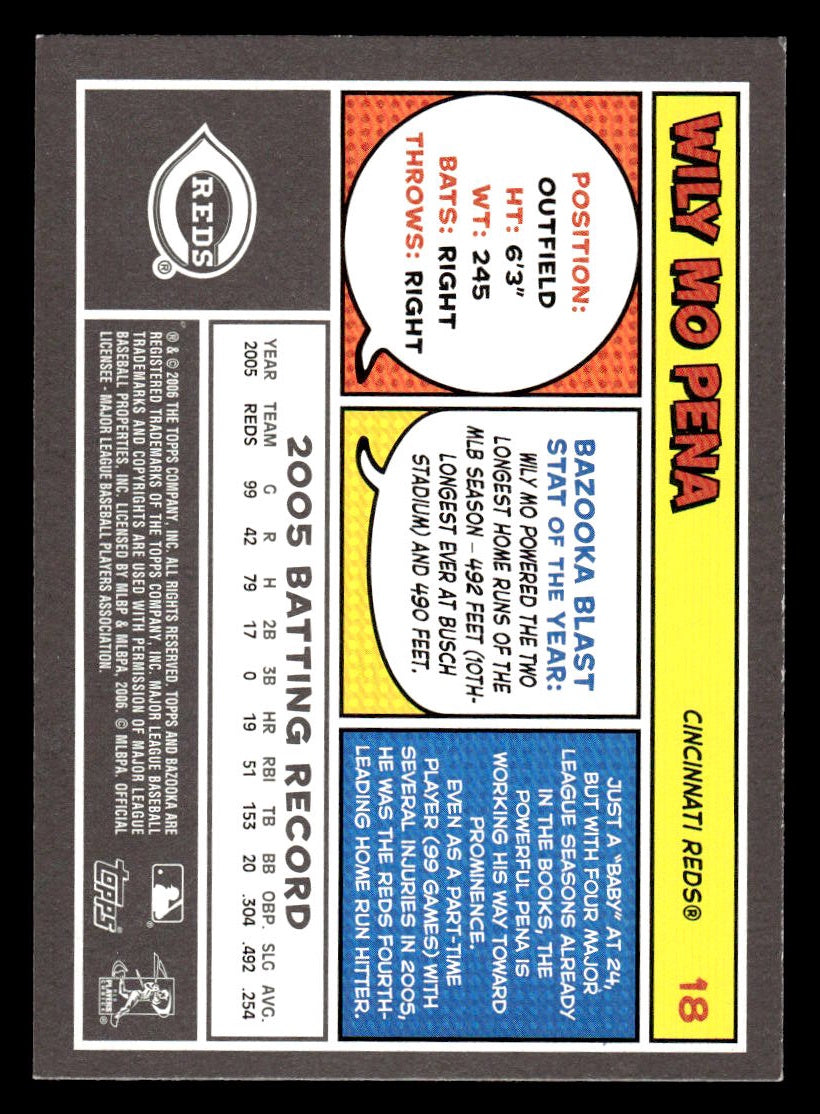 WILY MO PENA
CINCINNATI REDS®
18
POSITION:
OUTFIELD
HT: 6'3"
WT: 245
BATS: RIGHT
THROWS: RIGHT
BAZOOKA BLAST
STAT OF THE YEAR:
WILY MO POWERED THE TWO
LONGEST HOME RUNS OF THE
MLB SEASON – 492 FEET (10TH-
LONGEST EVER AT BUSCH
STADIUM) AND 490 FEET.
JUST A "BABY" AT 24,
BUT WITH FOUR MAJOR
LEAGUE SEASONS ALREADY
IN THE BOOKS, THE
POWERFUL PENA IS
WORKING HIS WAY TOWARD
PROMINENCE.
EVEN AS A PART-TIME
PLAYER (99 GAMES) WITH
SEVERAL INJURIES IN 2005,
HE WAS THE REDS FOURTH-
LEADING HOME RUN HITTER.
REDS
®
2005 BATTING RECORD
YEAR TEAM G R H 2B 3B HR RBI TB BB OBP. SLG AVG.
2005 REDS 99 42 79 17 0 19 51 153 20 .304 .492 .254
® & © 2006 THE TOPPS COMPANY, INC. ALL RIGHTS RESERVED. TOPPS AND BAZOOKA ARE
REGISTERED TRADEMARKS OF THE TOPPS COMPANY, INC. MAJOR LEAGUE BASEBALL
TRADEMARKS AND COPYRIGHTS ARE USED WITH PERMISSION OF MAJOR LEAGUE
BASEBALL PROPERTIES, INC. LICENSED BY MLBP & MLBPA, 2006. © MLBPA. OFFICIAL
LICENSEE - MAJOR LEAGUE BASEBALL PLAYERS ASSOCIATION.
®
TOPPS®
PLAYERS
CHOICE®